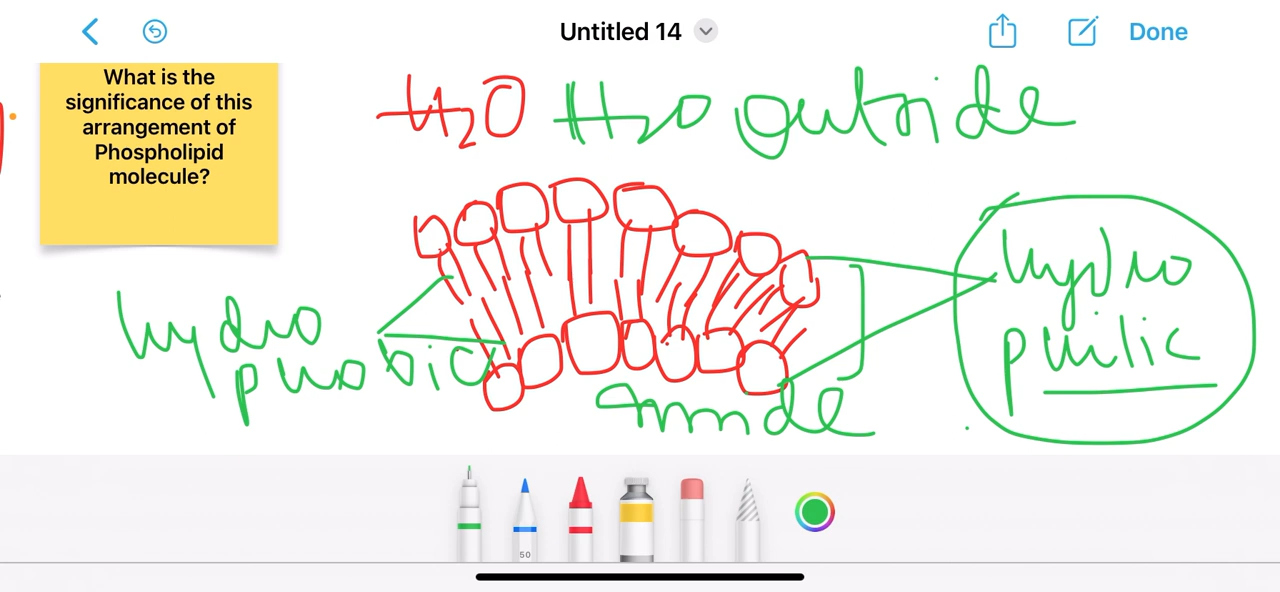 Untitled 14
Done
What is the
significance of this
arrangement of
Phospholipid
molecule?
H2O H2O outside
hydro
phobic
hydro
philic
inside
50